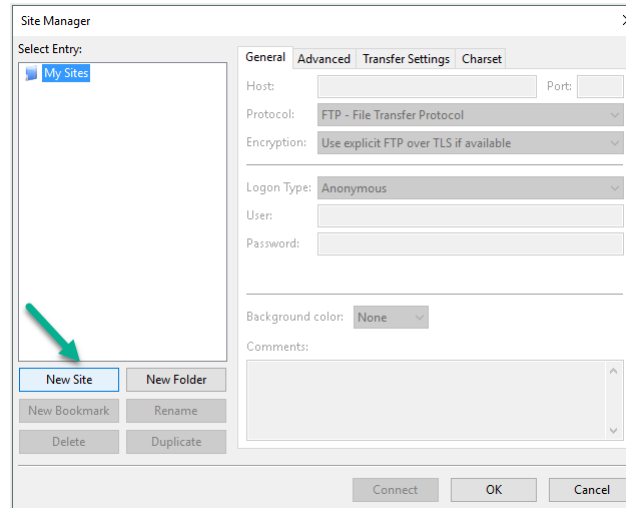 Site Manager
Select Entry:
My Sites
New Site
New Folder
New Bookmark
Rename
Delete
Duplicate
General Advanced Transfer Settings Charset
Host:
Port:
Protocol: FTP - File Transfer Protocol
Encryption: Use explicit FTP over TLS if available
Logon Type: Anonymous
User:
Password:
Background color: None
Comments:
Connect
OK
Cancel